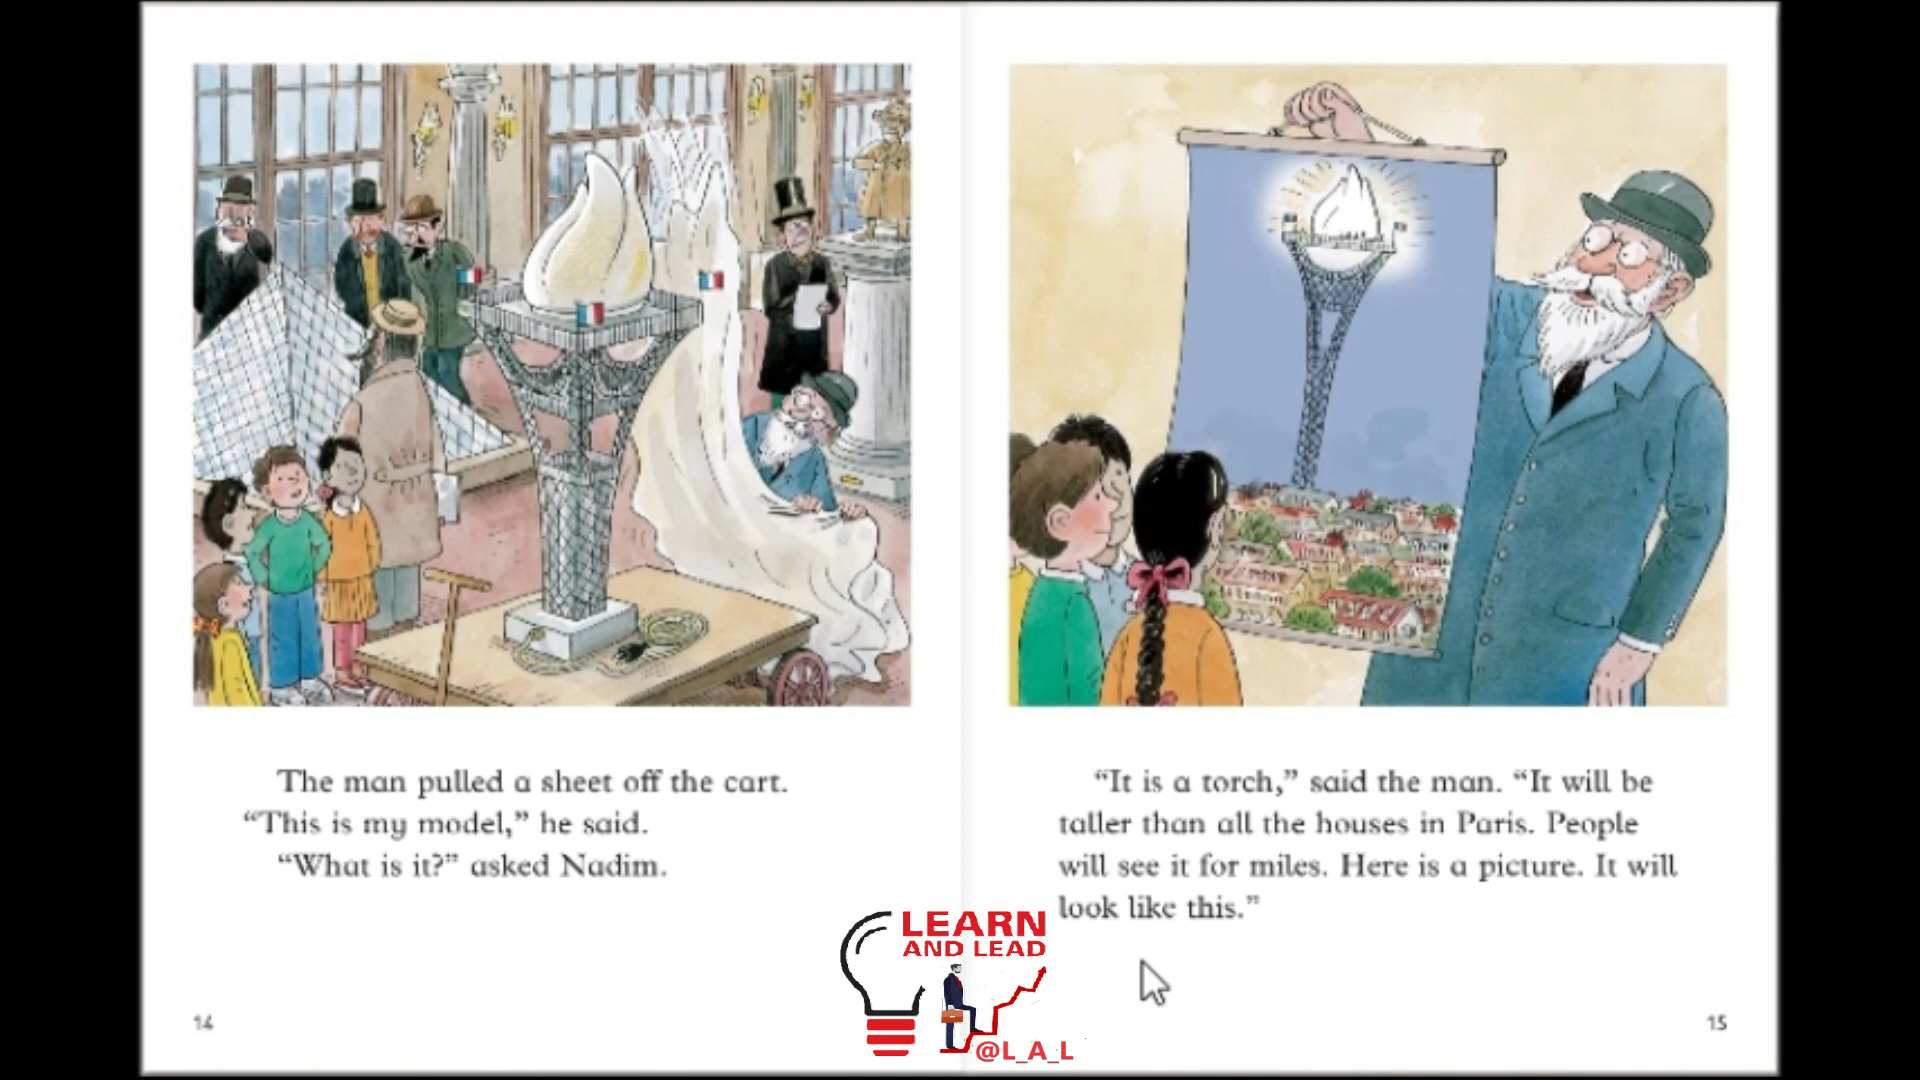 The man pulled a sheet off the cart.
“This is my model,” he said.
“What is it?” asked Nadim.
14
“It is a torch,” said the man. “It will be
taller than all the houses in Paris. People
will see it for miles. Here is a picture. It will
look like this.”
15
LEARN
AND LEAD
@L_A_L